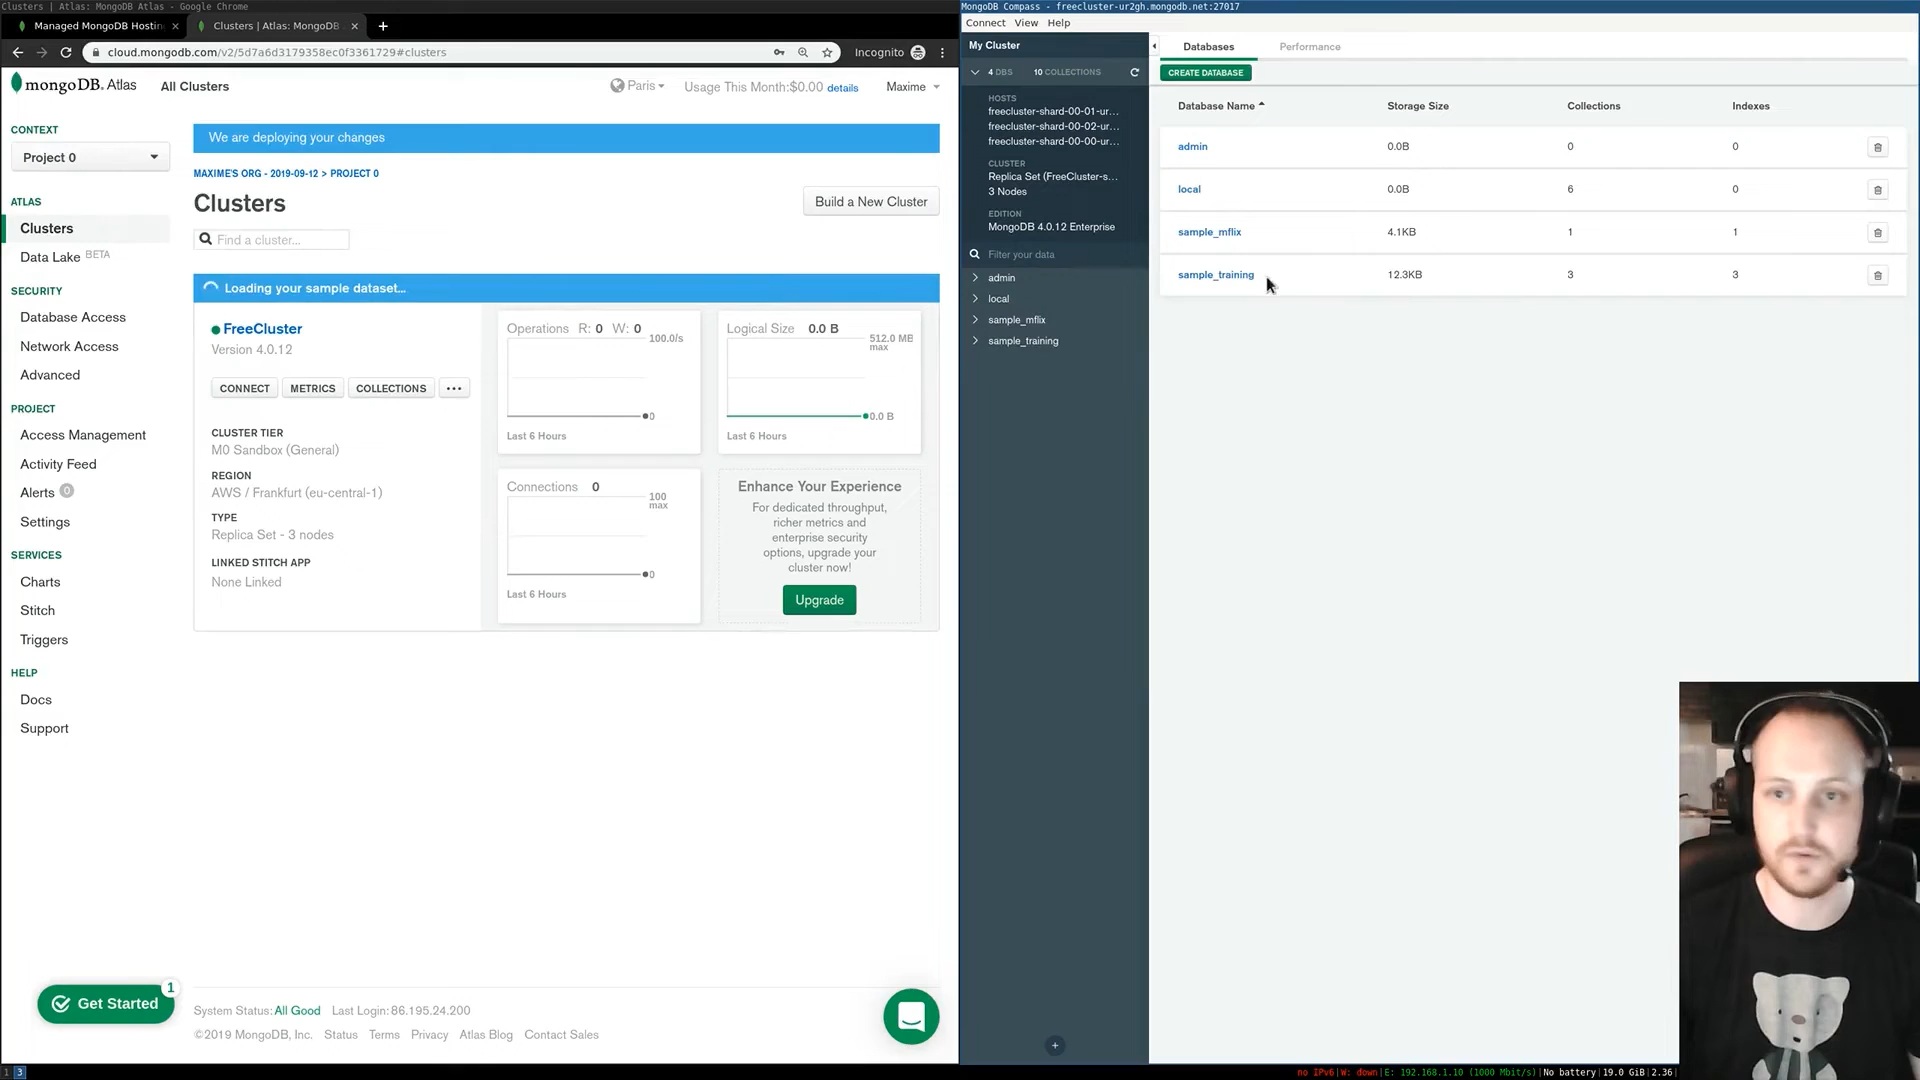 Clusters | Atlas: MongoDB Atlas - Google Chrome
Managed MongoDB Hostin
Clusters | Atlas: MongoDB
cloud.mongodb.com/v2/5d7a6d3179358ec0f3361729#clusters
Incognito
mongoDB. Atlas
All Clusters
Paris
Usage This Month:$0.00 details
Maxime
CONTEXT
Project 0
ATLAS
Clusters
Data Lake BETA
SECURITY
Database Access
Network Access
Advanced
PROJECT
Access Management
Activity Feed
Alerts 0
Settings
SERVICES
Charts
Stitch
Triggers
HELP
Docs
Support
Get Started
1
We are deploying your changes
MAXIME'S ORG - 2019-09-12 > PROJECT 0
Clusters
Build a New Cluster
Find a cluster...
Loading your sample dataset...
FreeCluster
Version 4.0.12
CONNECT
METRICS
COLLECTIONS
...
CLUSTER TIER
M0 Sandbox (General)
REGION
AWS / Frankfurt (eu-central-1)
TYPE
Replica Set - 3 nodes
LINKED STITCH APP
None Linked
Operations R: 0 W: 0
100.0/s
0
Last 6 Hours
Logical Size 0.0 B
512.0 MB
max
0.0 B
Last 6 Hours
Connections 0
100
max
0
Last 6 Hours
Enhance Your Experience
For dedicated throughput,
richer metrics and
enterprise security
options, upgrade your
cluster now!
Upgrade
System Status: All Good Last Login: 86.195.24.200
©2019 MongoDB, Inc. Status Terms Privacy Atlas Blog Contact Sales
MongoDB Compass - freecluster-ur2gh.mongodb.net:27017
Connect View Help
My Cluster
4 DBS 10 COLLECTIONS
HOSTS
freecluster-shard-00-01-ur...
freecluster-shard-00-02-ur...
freecluster-shard-00-00-ur...
CLUSTER
Replica Set (FreeCluster-s...
3 Nodes
EDITION
MongoDB 4.0.12 Enterprise
Filter your data
admin
local
sample_mflix
sample_training
Databases
Performance
CREATE DATABASE
Database Name Storage Size Collections Indexes
admin 0.0B 0 0
local 0.0B 6 0
sample_mflix 4.1KB 1 1
sample_training 12.3KB 3 3
1 3
no IPv6|W: down|E: 192.168.1.10 (1000 Mbit/s)|No battery|19.0 GiB|2.36|